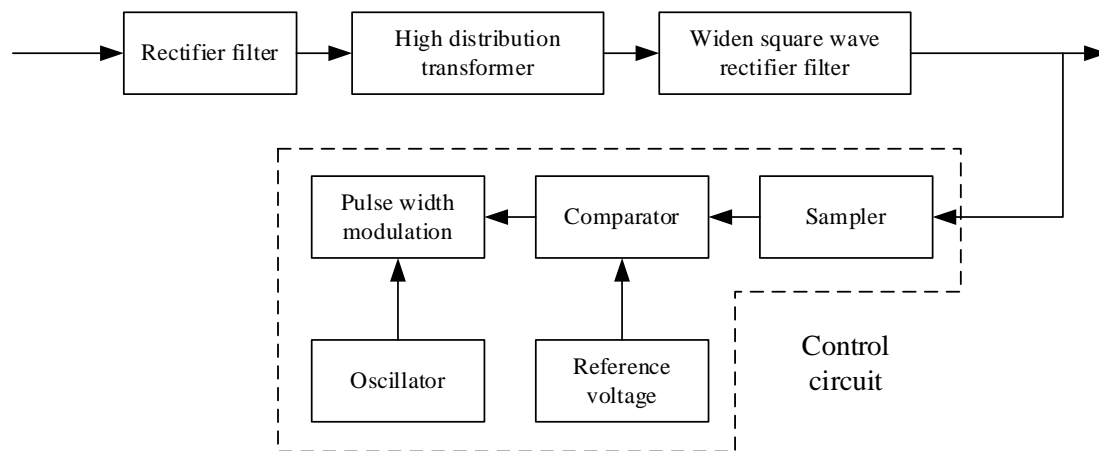 Rectifier filter
High distribution
transformer
Widen square wave
rectifier filter
Pulse width
modulation
Comparator
Sampler
Oscillator
Reference
voltage
Control
circuit